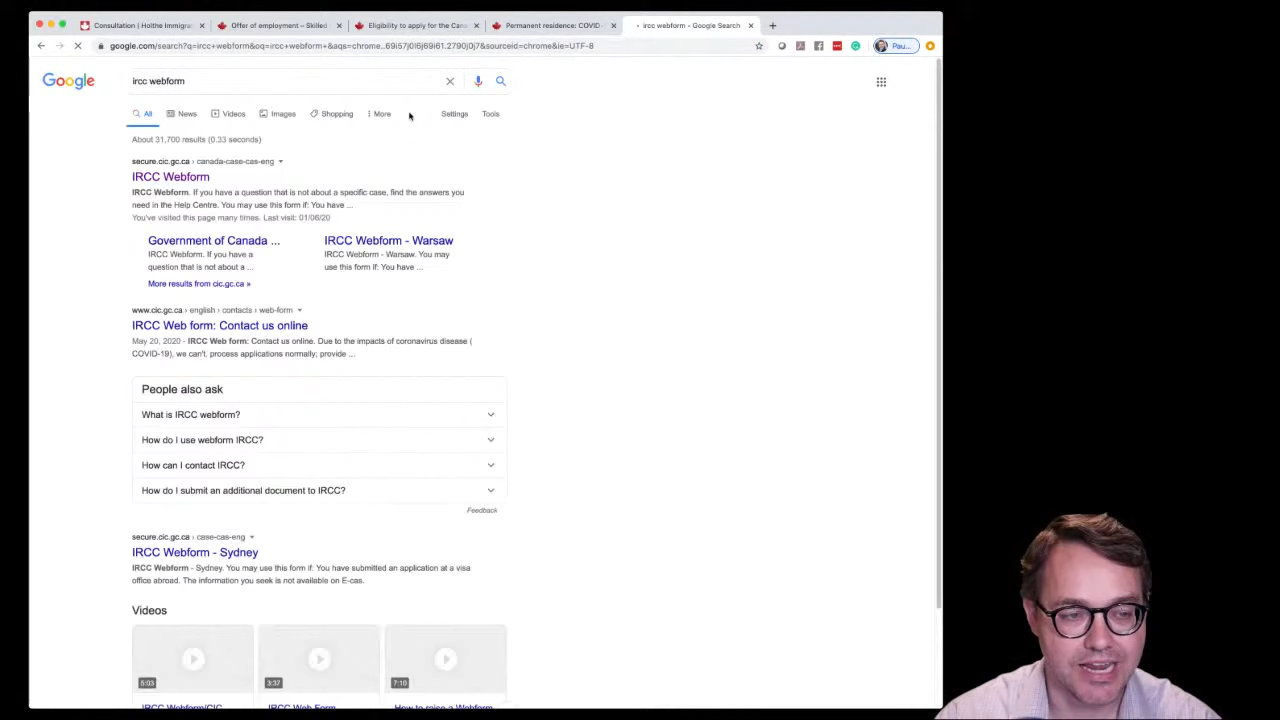 Consultation | Holthe Immigra
Offer of employment – Skilled
Eligibility to apply for the Cana
Permanent residence: COVID-
ircc webform - Google Search
google.com/search?q=ircc+webform&oq=ircc+webform+&aqs=chrome..69i57j0l6j69i61.2790j0j7&sourceid=chrome&ie=UTF-8
Pau...
Google
ircc webform
All
News
Videos
Images
Shopping
More
Settings
Tools
About 31,700 results (0.33 seconds)
secure.cic.gc.ca › canada-case-cas-eng
IRCC Webform
IRCC Webform. If you have a question that is not about a specific case, find the answers you
need in the Help Centre. You may use this form if: You have ...
You've visited this page many times. Last visit: 01/06/20
Government of Canada ...
IRCC Webform. If you have a
question that is not about a ...
IRCC Webform - Warsaw
IRCC Webform - Warsaw. You may
use this form if: You have ...
More results from cic.gc.ca »
www.cic.gc.ca › english › contacts › web-form
IRCC Web form: Contact us online
May 20, 2020 - IRCC Web form: Contact us online. Due to the impacts of coronavirus disease (
COVID-19), we can't. process applications normally; provide ...
People also ask
What is IRCC webform?
How do I use webform IRCC?
How can I contact IRCC?
How do I submit an additional document to IRCC?
Feedback
secure.cic.gc.ca › case-cas-eng
IRCC Webform - Sydney
IRCC Webform - Sydney. You may use this form if: You have submitted an application at a visa
office abroad. The information you seek is not available on E-cas.
Videos
5:03
3:37
7:10
IRCC Webform/CIC
IRCC Web Form
How to raise a Webform